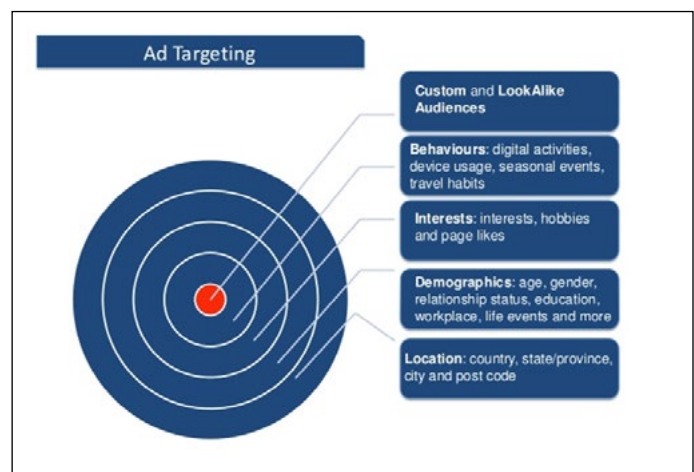 Ad Targeting
Custom and LookAlike
Audiences
Behaviours: digital activities,
device usage, seasonal events,
travel habits
Interests: interests, hobbies
and page likes
Demographics: age, gender,
relationship status, education,
workplace, life events and more
Location: country, state/province,
city and post code